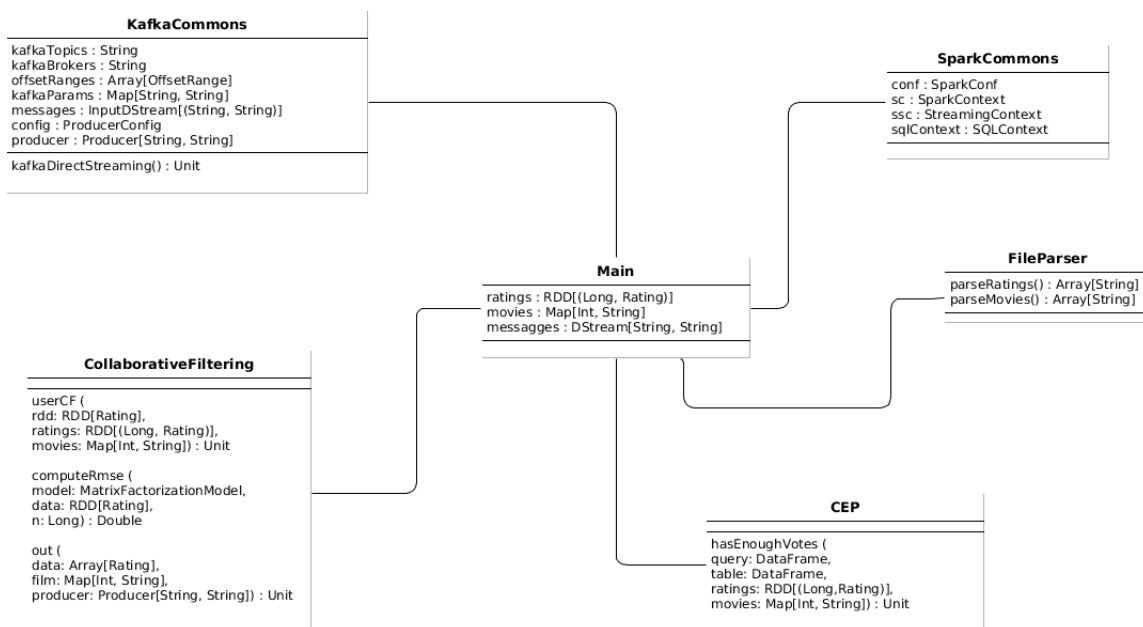 KafkaCommons
kafkaTopics : String
kafkaBrokers : String
offsetRanges : Array[OffsetRange]
kafkaParams : Map[String, String]
messages : InputDStream[(String, String)]
config : ProducerConfig
producer : Producer[String, String]
kafkaDirectStreaming() : Unit
SparkCommons
conf : SparkConf
sc : SparkContext
ssc : StreamingContext
sqlContext : SQLContext
Main
ratings : RDD[(Long, Rating)]
movies : Map[Int, String]
messagges : DStream[String, String]
FileParser
parseRatings() : Array[String]
parseMovies() : Array[String]
CollaborativeFiltering
userCF (
rdd: RDD[Rating],
ratings: RDD[(Long, Rating)],
movies: Map[Int, String]) : Unit
computeRmse (
model: MatrixFactorizationModel,
data: RDD[Rating],
n: Long) : Double
out (
data: Array[Rating],
film: Map[Int, String],
producer: Producer[String, String]) : Unit
CEP
hasEnoughVotes (
query: DataFrame,
table: DataFrame,
ratings: RDD[(Long,Rating)],
movies: Map[Int, String]) : Unit